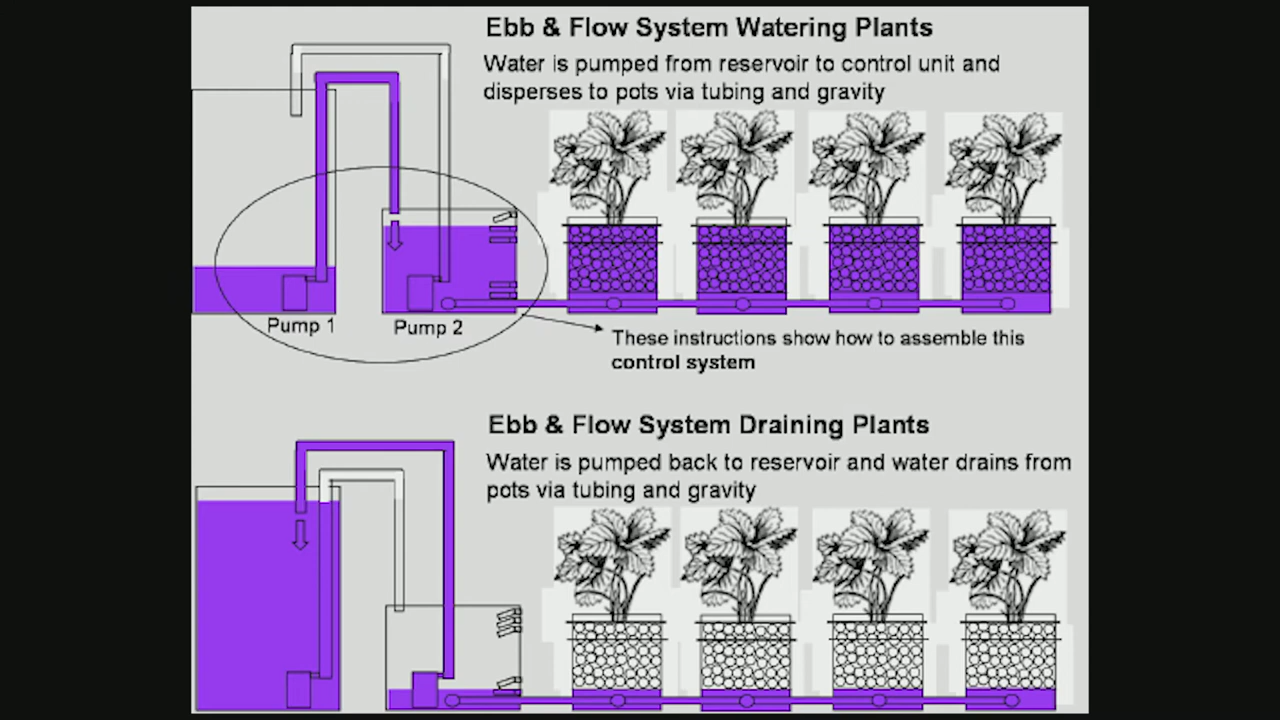 Ebb & Flow System Watering Plants
Water is pumped from reservoir to control unit and
disperses to pots via tubing and gravity
Pump 1
Pump 2
These instructions show how to assemble this
control system
Ebb & Flow System Draining Plants
Water is pumped back to reservoir and water drains from
pots via tubing and gravity